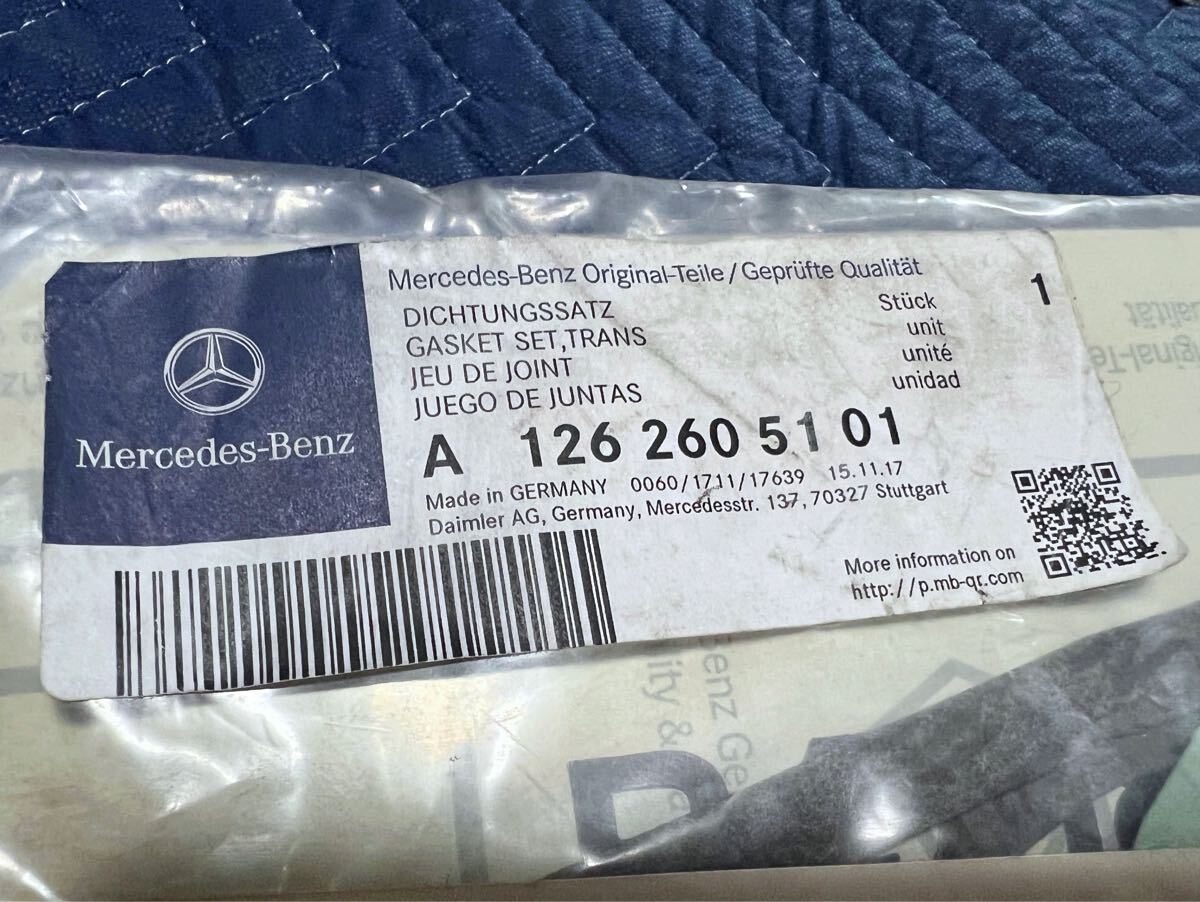 Mercedes-Benz Original-Teile/Geprüfte Qualität
DICHTUNGSSATZ Stück 1
GASKET SET,TRANS unit
JEU DE JOINT unité
JUEGO DE JUNTAS unidad
Mercedes-Benz
A 126 260 51 01
Made in GERMANY 0060/1711/17639 15.11.17
Daimler AG, Germany, Mercedesstr. 137, 70327 Stuttgart
More information on
http://p.mb-qr.com